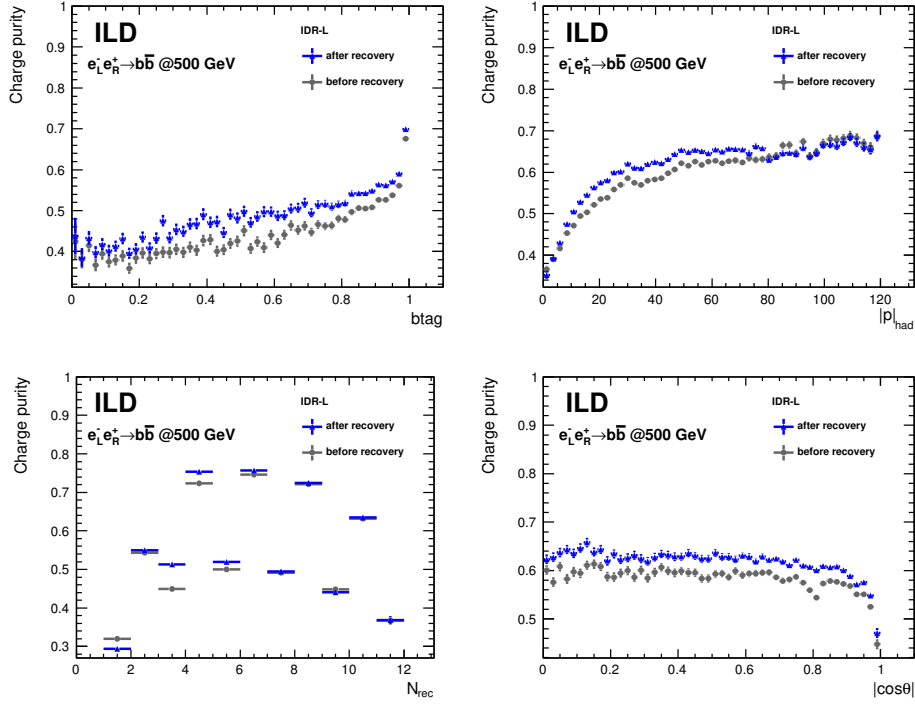 Charge purity
1
0.9
0.8
0.7
0.6
0.5
0.4
ILD
e⁻_L e⁺_R→bb̅ @500 GeV
IDR-L
after recovery
before recovery
0 0.2 0.4 0.6 0.8 1
btag
Charge purity
1
0.9
0.8
0.7
0.6
0.5
0.4
ILD
e⁻_L e⁺_R→bb̅ @500 GeV
IDR-L
after recovery
before recovery
0 20 40 60 80 100 120
|p|_had
Charge purity
1
0.9
0.8
0.7
0.6
0.5
0.4
0.3
ILD
e⁻_L e⁺_R→bb̅ @500 GeV
IDR-L
after recovery
before recovery
0 2 4 6 8 10 12
N_rec
Charge purity
1
0.9
0.8
0.7
0.6
0.5
ILD
e⁻_L e⁺_R→bb̅ @500 GeV
IDR-L
after recovery
before recovery
0 0.2 0.4 0.6 0.8 1
|cosθ|